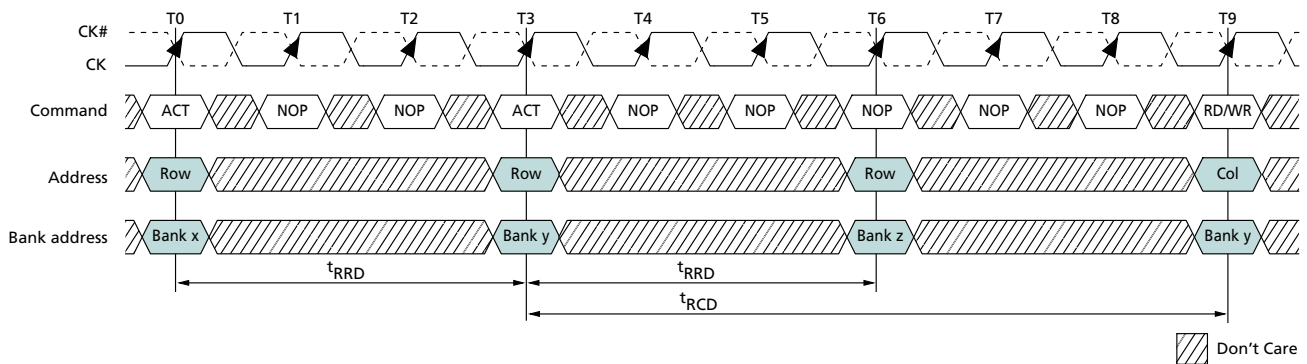 T0 T1 T2 T3 T4 T5 T6 T7 T8 T9
CK#
CK
Command ACT NOP NOP ACT NOP NOP NOP NOP NOP RD/WR
Address Row Row Row Col
Bank address Bank x Bank y Bank z Bank y
tRRD tRRD
tRCD
Don't Care